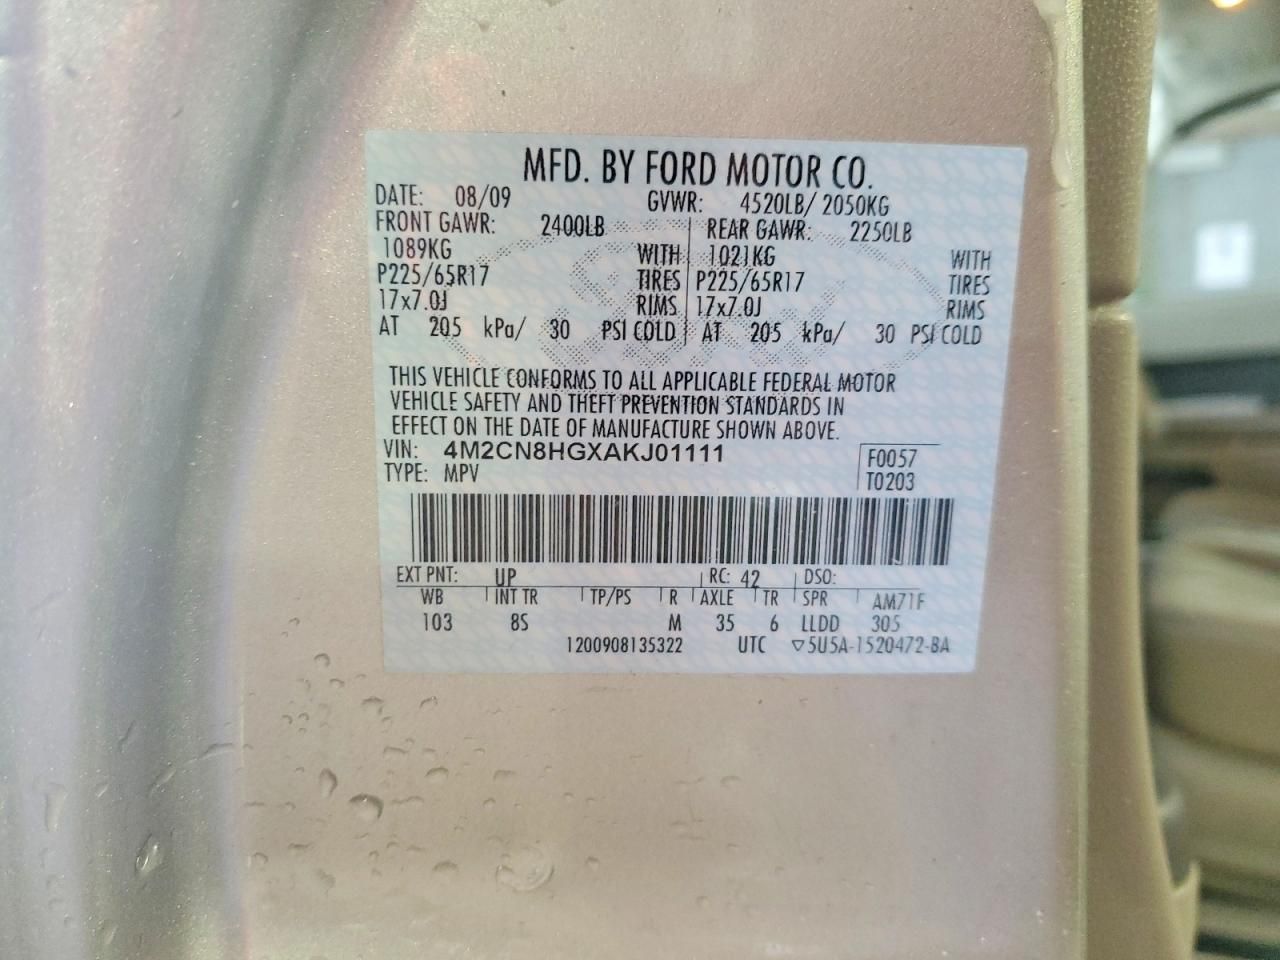 MFD. BY FORD MOTOR CO.
DATE: 08/09 GVWR: 4520LB/ 2050KG
FRONT GAWR: 2400LB REAR GAWR: 2250LB
1089KG WITH 1021KG WITH
P225/65R17 TIRES P225/65R17 TIRES
17x7.0J RIMS 17x7.0J RIMS
AT 205 kPa/ 30 PSI COLD AT 205 kPa/ 30 PSI COLD
THIS VEHICLE CONFORMS TO ALL APPLICABLE FEDERAL MOTOR
VEHICLE SAFETY AND THEFT PREVENTION STANDARDS IN
EFFECT ON THE DATE OF MANUFACTURE SHOWN ABOVE.
VIN: 4M2CN8HGXAKJ01111 F0057
TYPE: MPV T0203
EXT PNT: UP RC: 42 DSO:
WB INT TR TP/PS R AXLE TR SPR AM71F
103 8S M 35 6 LLDD 305
1200908135322 UTC ▽5U5A-1520472-BA